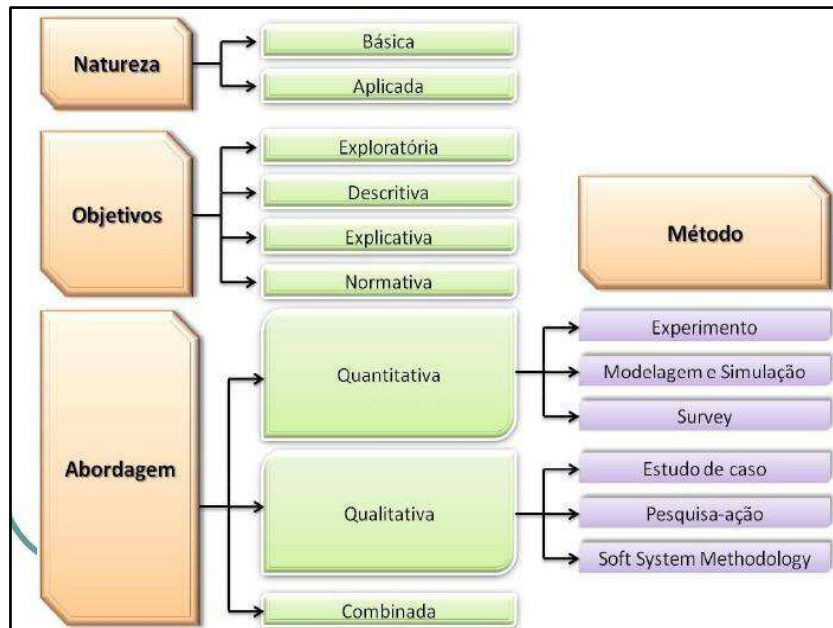 Natureza
Básica
Aplicada
Objetivos
Exploratória
Descritiva
Explicativa
Normativa
Método
Abordagem
Quantitativa
Experimento
Modelagem e Simulação
Survey
Qualitativa
Estudo de caso
Pesquisa-ação
Soft System Methodology
Combinada